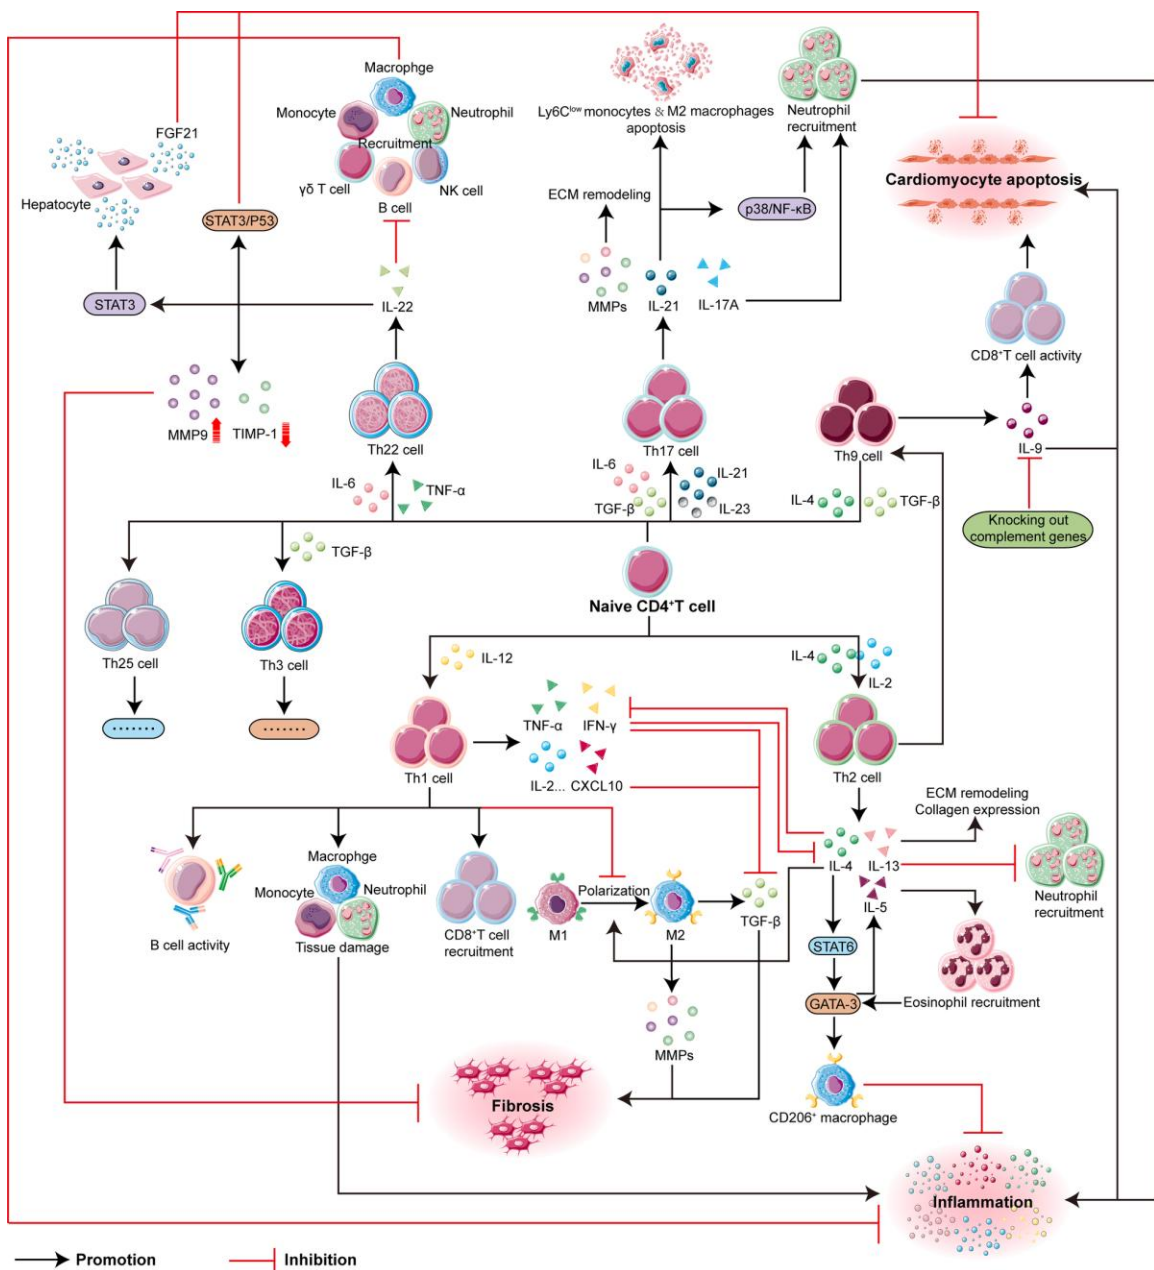 FGF21
Hepatocyte
STAT3/P53
STAT3
MMP9
TIMP-1
Macrophge
Monocyte
Neutrophil
Recruitment
γδ T cell
NK cell
B cell
IL-22
Th22 cell
IL-6
TNF-α
Ly6Cˡᵒʷ monocytes & M2 macrophages
apoptosis
Neutrophil
recruitment
ECM remodeling
p38/NF-κB
MMPs
IL-21
IL-17A
Th17 cell
IL-6
TGF-β
IL-21
IL-23
Cardiomyocyte apoptosis
CD8⁺T cell activity
Th9 cell
IL-9
IL-4
TGF-β
Knocking out
complement genes
TGF-β
Th25 cell
Th3 cell
.......
.......
Naive CD4⁺T cell
IL-12
IL-4
IL-2
TNF-α
IFN-γ
Th1 cell
IL-2...
CXCL10
Th2 cell
ECM remodeling
Collagen expression
Macrophge
Monocyte
Neutrophil
B cell activity
Tissue damage
CD8⁺T cell
recruitment
Polarization
M1
M2
TGF-β
IL-4
IL-13
IL-5
Neutrophil
recruitment
STAT6
GATA-3
Eosinophil recruitment
MMPs
CD206⁺ macrophage
Fibrosis
Inflammation
Promotion
Inhibition